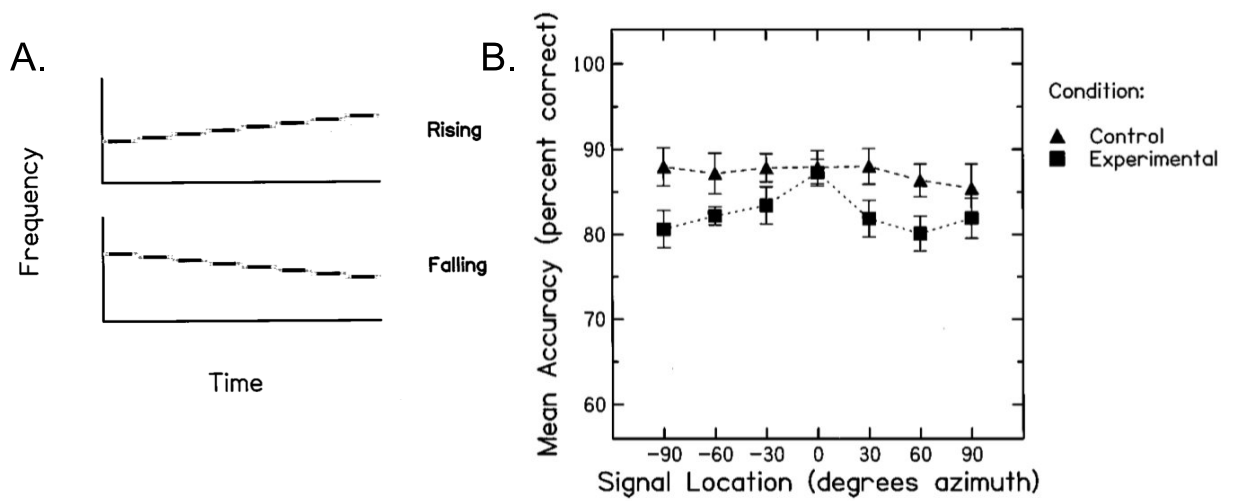 A.
Frequency
Rising
Falling
Time
B.
Mean Accuracy (percent correct)
100
90
80
70
60
-90 -60 -30 0 30 60 90
Signal Location (degrees azimuth)
Condition:
Control
Experimental